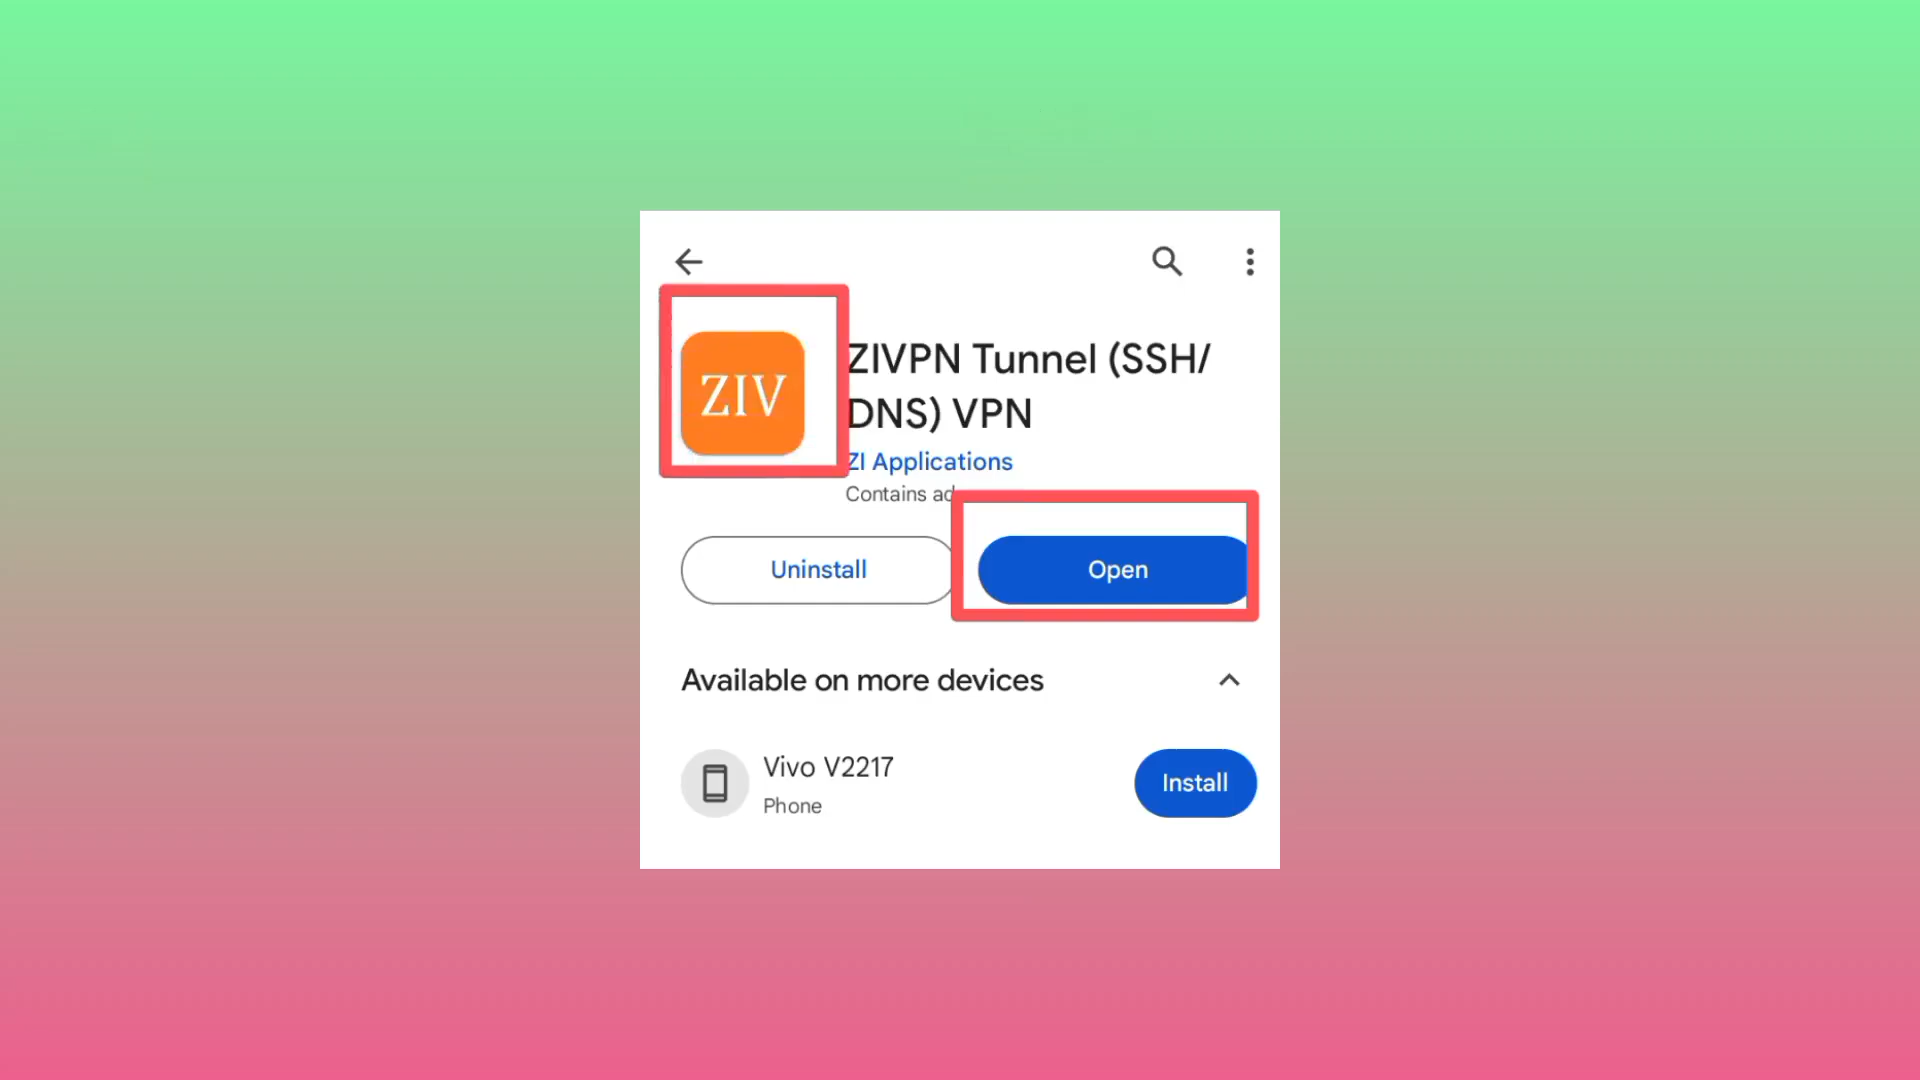 ZIV
ZIVPN Tunnel (SSH/
DNS) VPN
ZI Applications
Contains ad
Uninstall
Open
Available on more devices
Vivo V2217
Phone
Install